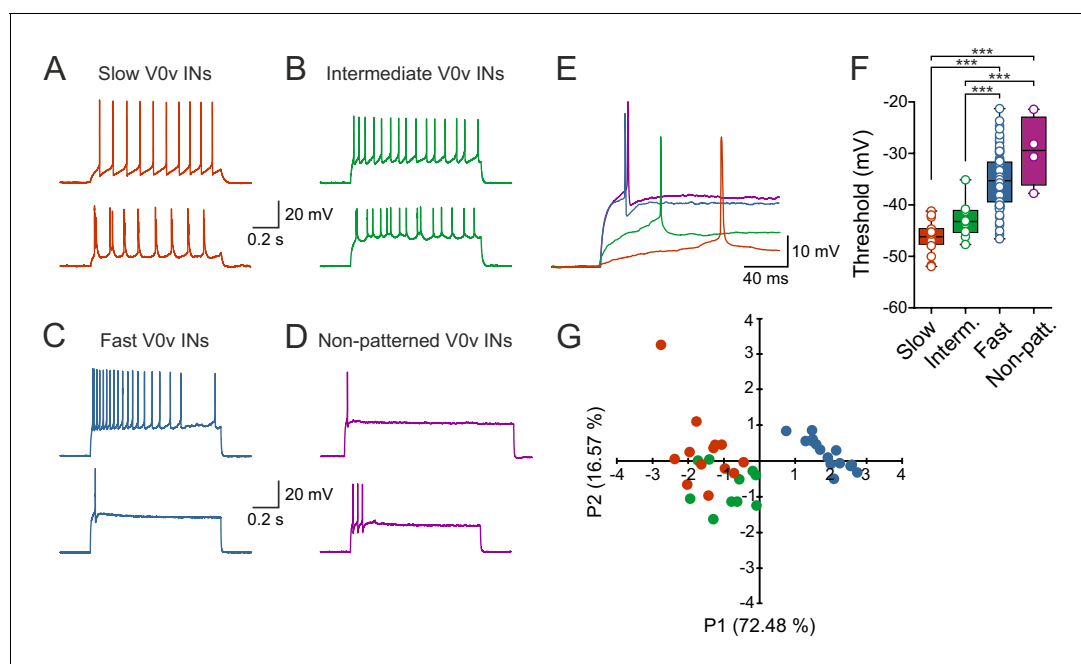 A
Slow V0v INs
20 mV
0.2 s
B
Intermediate V0v INs
E
10 mV
40 ms
F
***
***
***
***
Threshold (mV)
-20
-30
-40
-50
-60
Slow
Interm.
Fast
Non-patt.
C
Fast V0v INs
20 mV
0.2 s
D
Non-patterned V0v INs
G
P2 (16.57 %)
4
3
2
1
0
-1
-2
-3
-4
-4 -3 -2 -1 1 2 3 4
P1 (72.48 %)